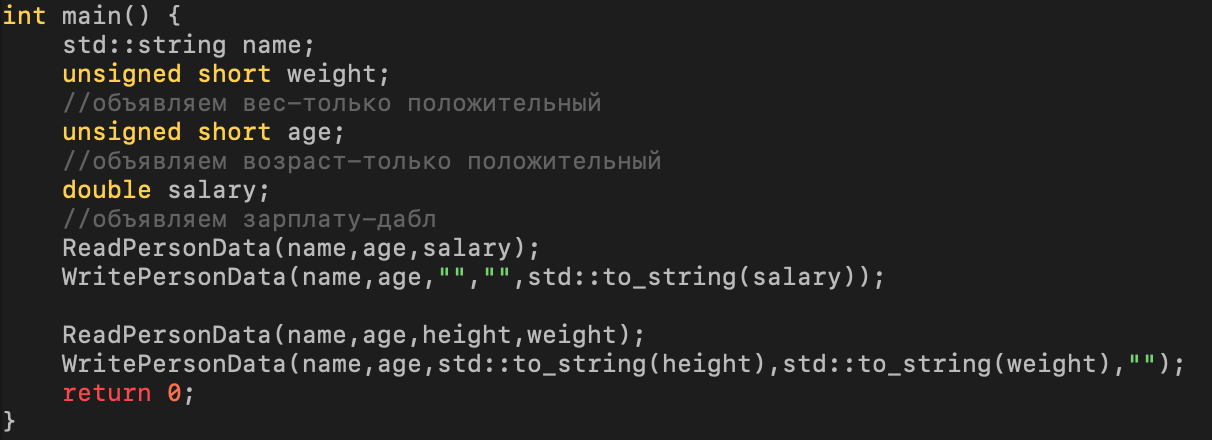 int main() {
    std::string name;
    unsigned short weight;
    //объявляем вес-только положительный
    unsigned short age;
    //объявляем возраст-только положительный
    double salary;
    //объявляем зарплату-дабл
    ReadPersonData(name,age,salary);
    WritePersonData(name,age,"","",std::to_string(salary));

    ReadPersonData(name,age,height,weight);
    WritePersonData(name,age,std::to_string(height),std::to_string(weight),"");
    return 0;
}